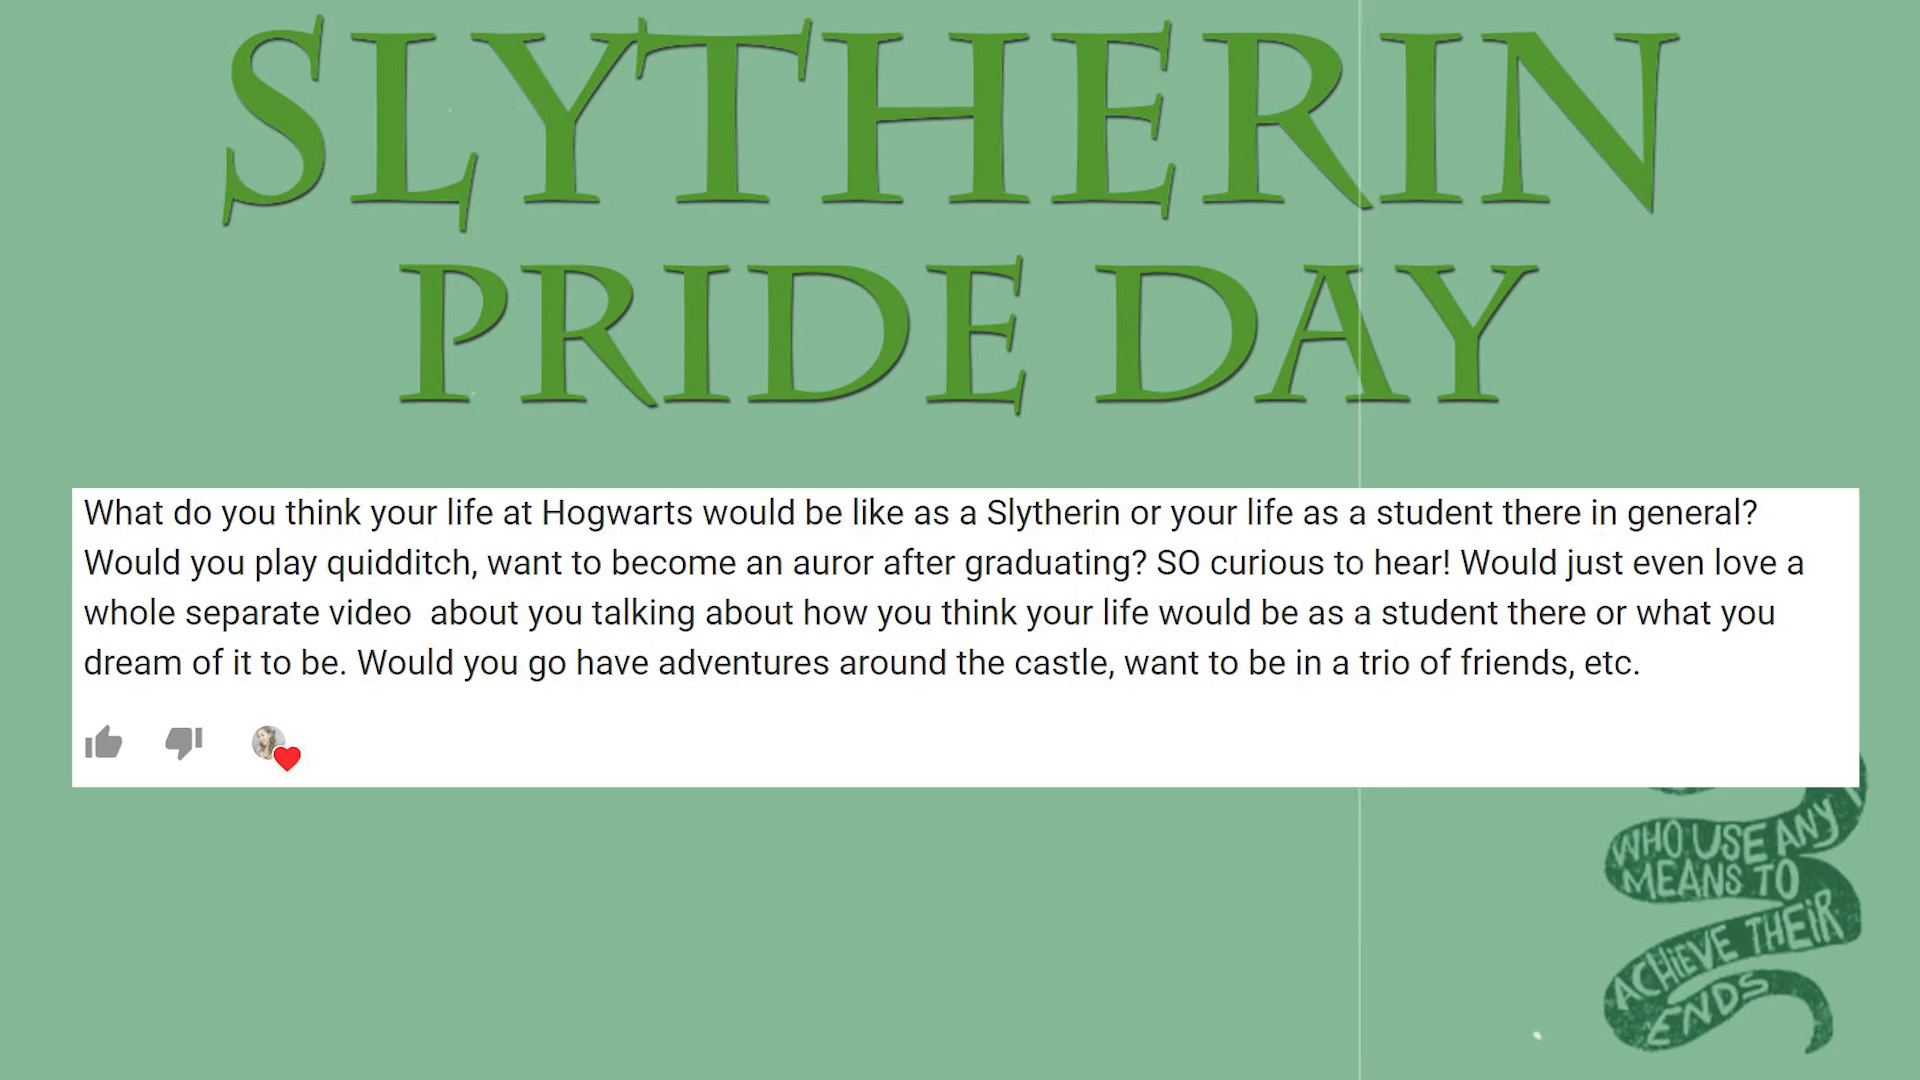 SLYTHERIN
PRIDE DAY
What do you think your life at Hogwarts would be like as a Slytherin or your life as a student there in general?
Would you play quidditch, want to become an auror after graduating? SO curious to hear! Would just even love a
whole separate video  about you talking about how you think your life would be as a student there or what you
dream of it to be. Would you go have adventures around the castle, want to be in a trio of friends, etc.
WHO USE ANY
MEANS TO
ACHiEVE THEiR
ENDS